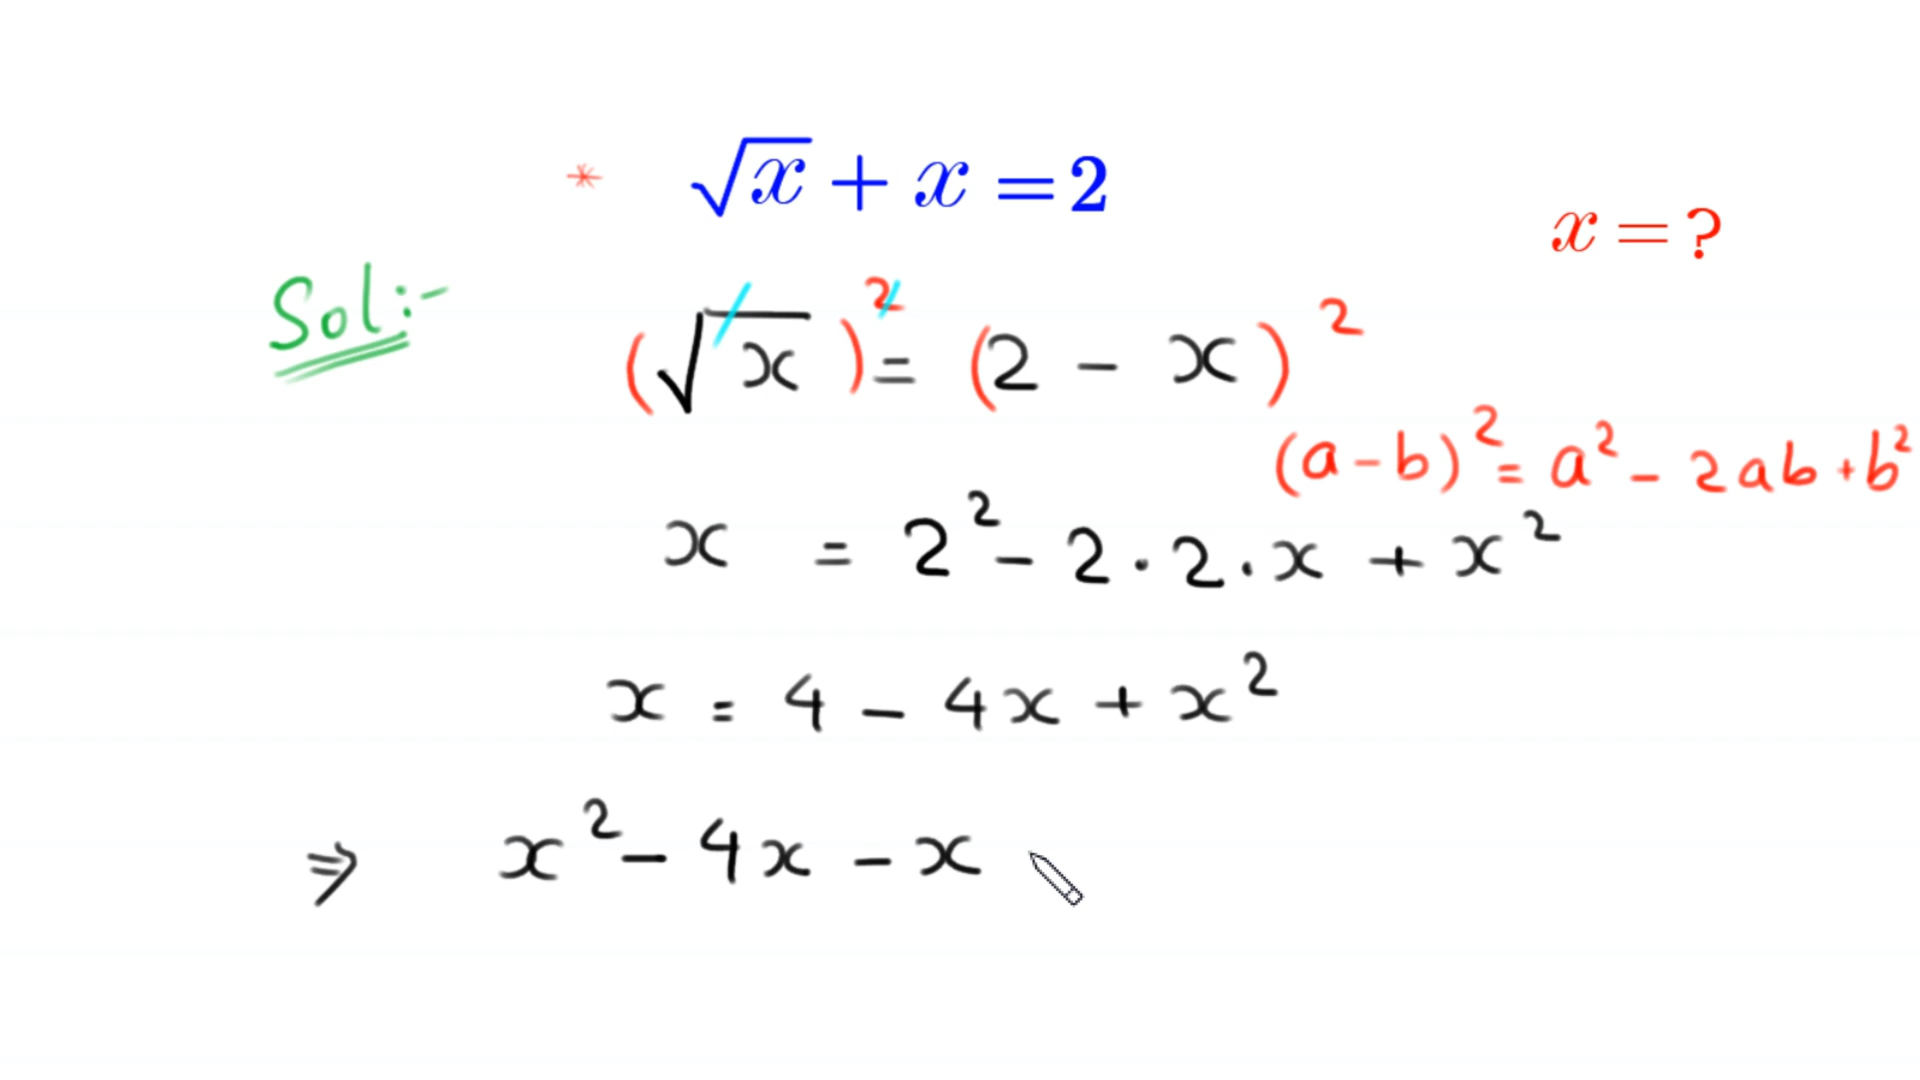 * √x + x = 2
x = ?
Sol:-
(√x)² = (2 - x)²
(a - b)² = a² - 2ab + b²
x = 2² - 2 · 2 · x + x²
x = 4 - 4x + x²
⇒ x² - 4x - x